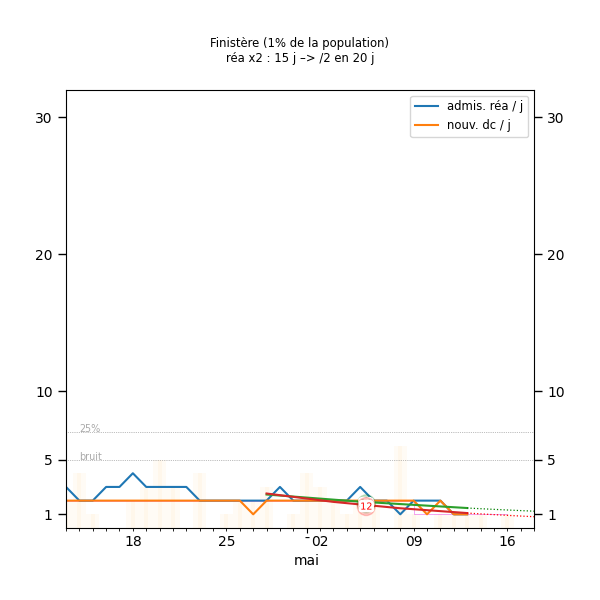 Finistère (1% de la population)
réa x2 : 15 j –> /2 en 20 j
admis. réa / j
nouv. dc / j
30 30
20 20
10 10
25%
bruit
5 5
12
1 1
18 25 02 09 16
mai